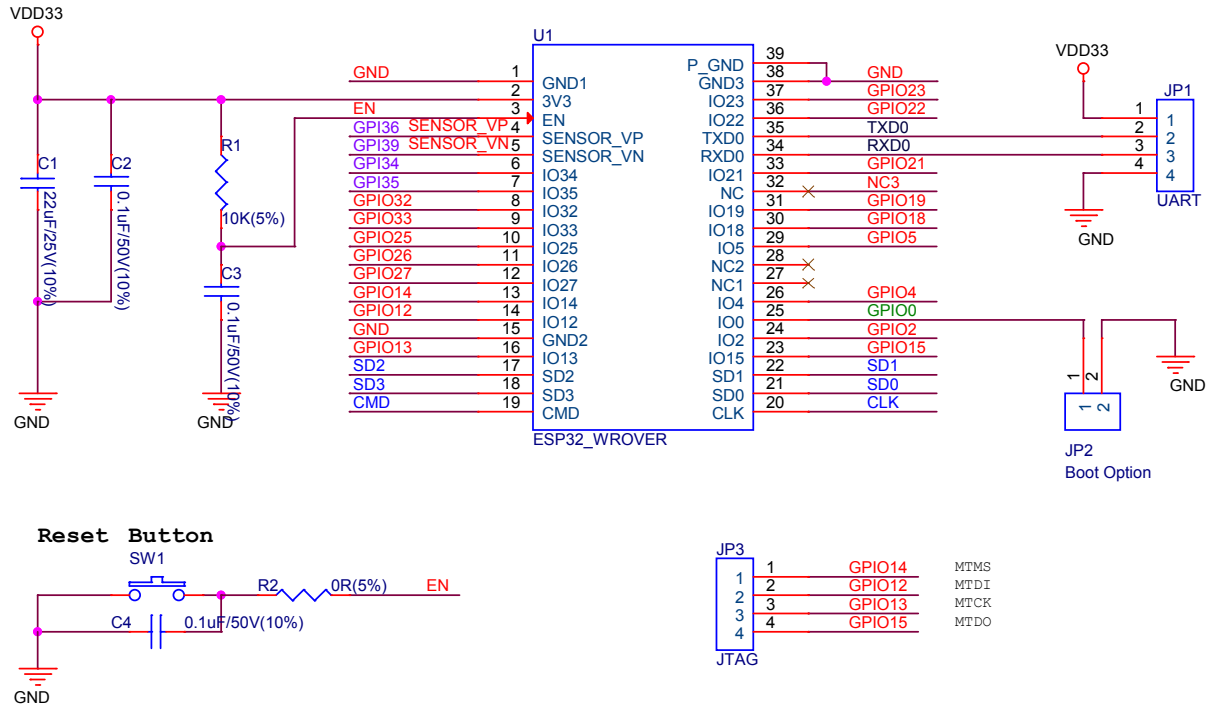 VDD33
C1
22uF/25V(10%)
C2
0.1uF/50V(10%)
R1
10K(5%)
C3
0.1uF/50V(10%)
GND
GND
U1
GND 1 GND1
2 3V3
EN 3 EN
GPI36 SENSOR_VP 4 SENSOR_VP
GPI39 SENSOR_VN 5 SENSOR_VN
GPI34 6 IO34
GPI35 7 IO35
GPIO32 8 IO32
GPIO33 9 IO33
GPIO25 10 IO25
GPIO26 11 IO26
GPIO27 12 IO27
GPIO14 13 IO14
GPIO12 14 IO12
GND 15 GND2
GPIO13 16 IO13
SD2 17 SD2
SD3 18 SD3
CMD 19 CMD
P_GND 39
GND3 38 GND
IO23 37 GPIO23
IO22 36 GPIO22
TXD0 35 TXD0
RXD0 34 RXD0
IO21 33 GPIO21
NC 32 NC3
IO19 31 GPIO19
IO18 30 GPIO18
IO5 29 GPIO5
NC2 28
NC1 27
IO4 26 GPIO4
IO0 25 GPIO0
IO2 24 GPIO2
IO15 23 GPIO15
SD1 22 SD1
SD0 21 SD0
CLK 20 CLK
ESP32_WROVER
VDD33
JP1
1 1
2 2
3 3
4 4
UART
GND
1 2
1 2
GND
JP2
Boot Option
Reset Button
SW1
R2 0R(5%) EN
C4 0.1uF/50V(10%)
GND
JP3
1 1 GPIO14 MTMS
2 2 GPIO12 MTDI
3 3 GPIO13 MTCK
4 4 GPIO15 MTDO
JTAG